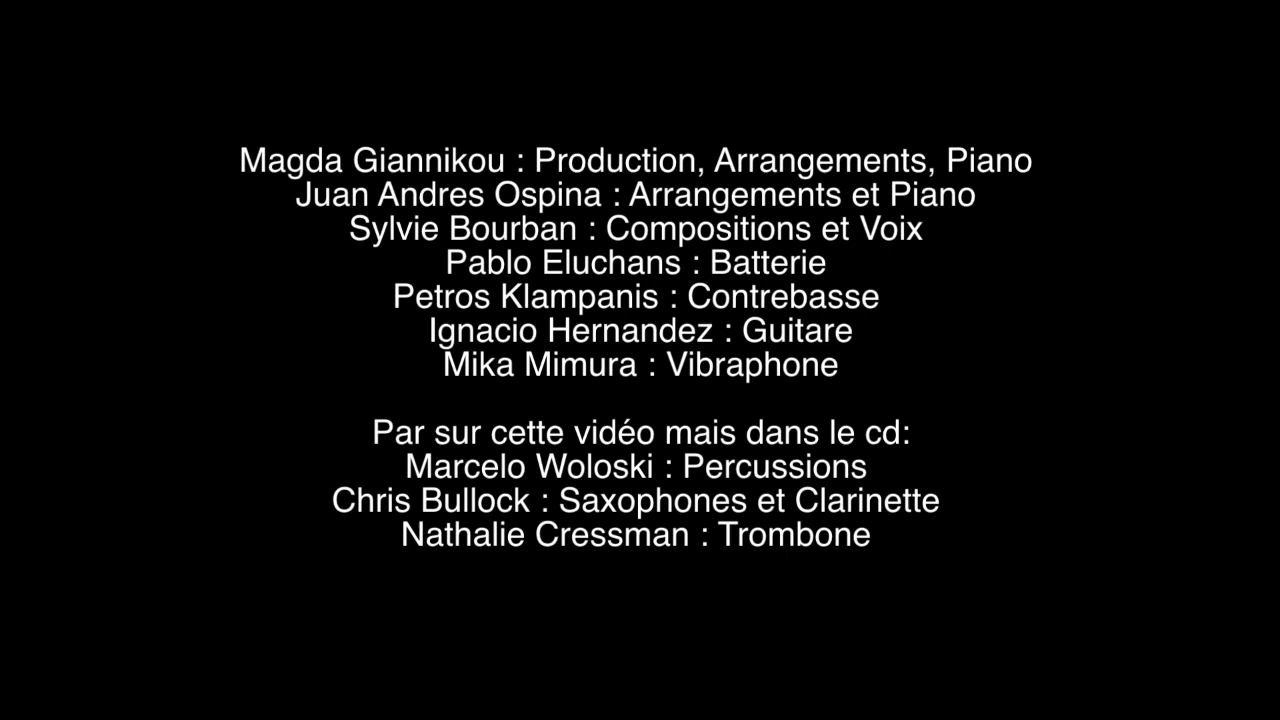 Magda Giannikou : Production, Arrangements, Piano
Juan Andres Ospina : Arrangements et Piano
Sylvie Bourban : Compositions et Voix
Pablo Eluchans : Batterie
Petros Klampanis : Contrebasse
Ignacio Hernandez : Guitare
Mika Mimura : Vibraphone
Par sur cette vidéo mais dans le cd:
Marcelo Woloski : Percussions
Chris Bullock : Saxophones et Clarinette
Nathalie Cressman : Trombone